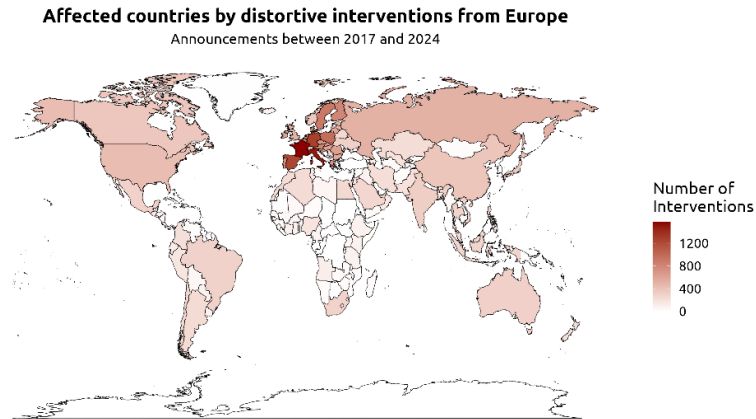 Affected countries by distortive interventions from Europe
Announcements between 2017 and 2024
Number of
Interventions
1200
800
400
0